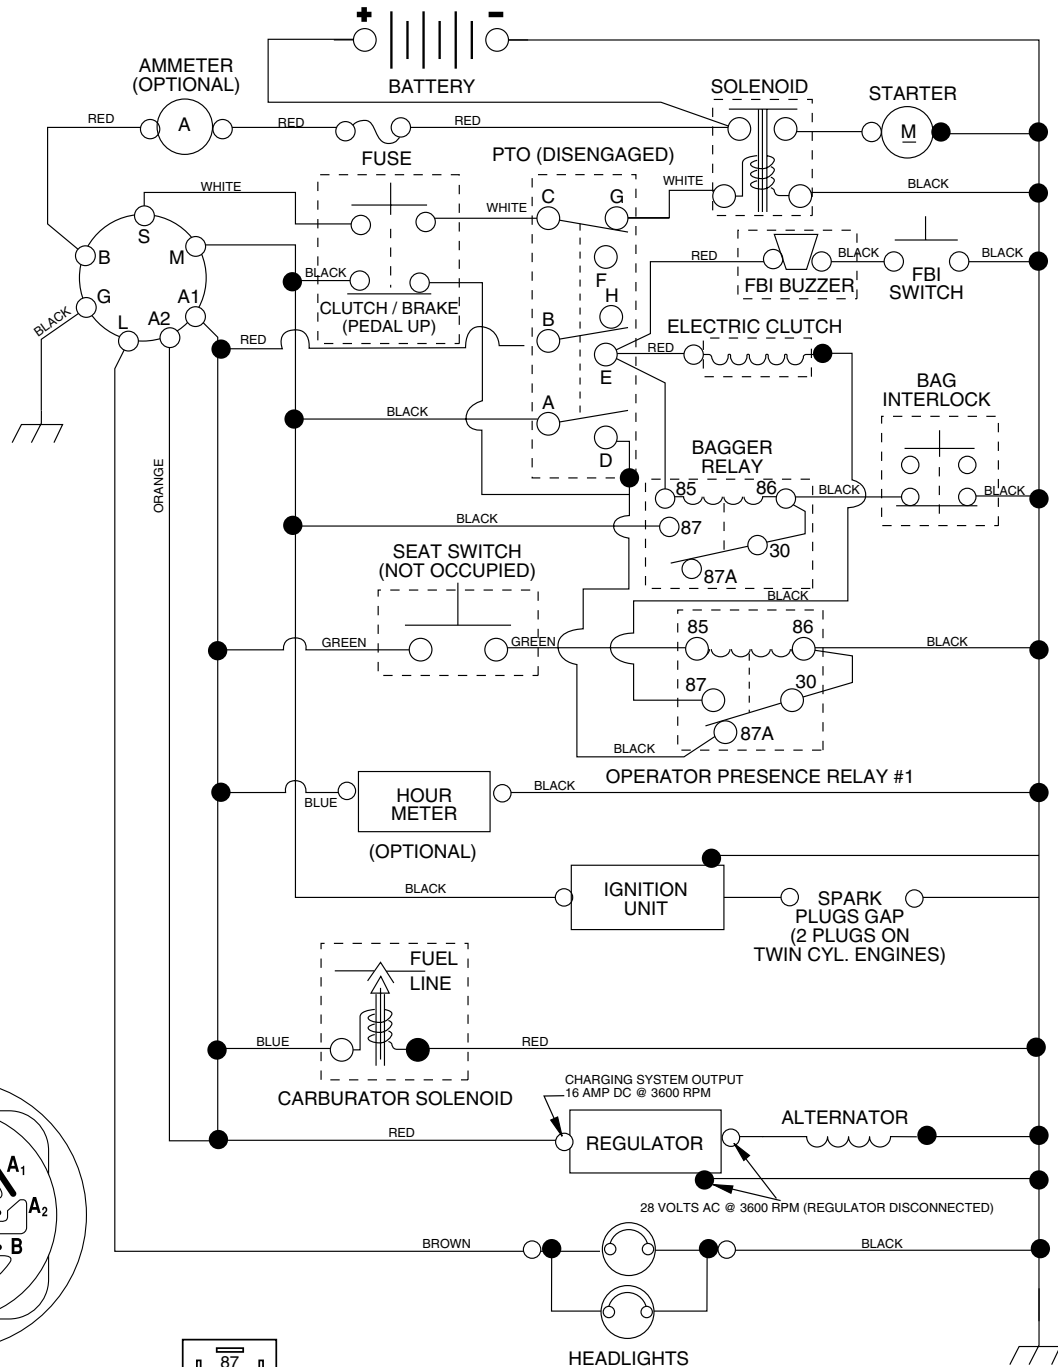 + -
BATTERY
AMMETER
(OPTIONAL)
SOLENOID
STARTER
RED
A
RED
RED
M
FUSE
PTO (DISENGAGED)
WHITE
WHITE
WHITE
BLACK
C
G
S
B
M
F
RED
BLACK
BLACK
FBI BUZZER
FBI
SWITCH
BLACK
G
A1
CLUTCH / BRAKE
(PEDAL UP)
H
L
A2
BLACK
B
ELECTRIC CLUTCH
RED
RED
E
BAG
INTERLOCK
BLACK
A
D
BAGGER
RELAY
ORANGE
85
86
BLACK
BLACK
BLACK
87
30
87A
SEAT SWITCH
(NOT OCCUPIED)
BLACK
85
86
GREEN
GREEN
BLACK
87
30
87A
BLACK
OPERATOR PRESENCE RELAY #1
BLUE
HOUR
METER
BLACK
(OPTIONAL)
BLACK
IGNITION
UNIT
SPARK
PLUGS GAP
(2 PLUGS ON
TWIN CYL. ENGINES)
FUEL
LINE
BLUE
RED
CARBURATOR SOLENOID
CHARGING SYSTEM OUTPUT
16 AMP DC @ 3600 RPM
RED
REGULATOR
ALTERNATOR
28 VOLTS AC @ 3600 RPM (REGULATOR DISCONNECTED)
A1
A2
B
BROWN
BLACK
HEADLIGHTS
87